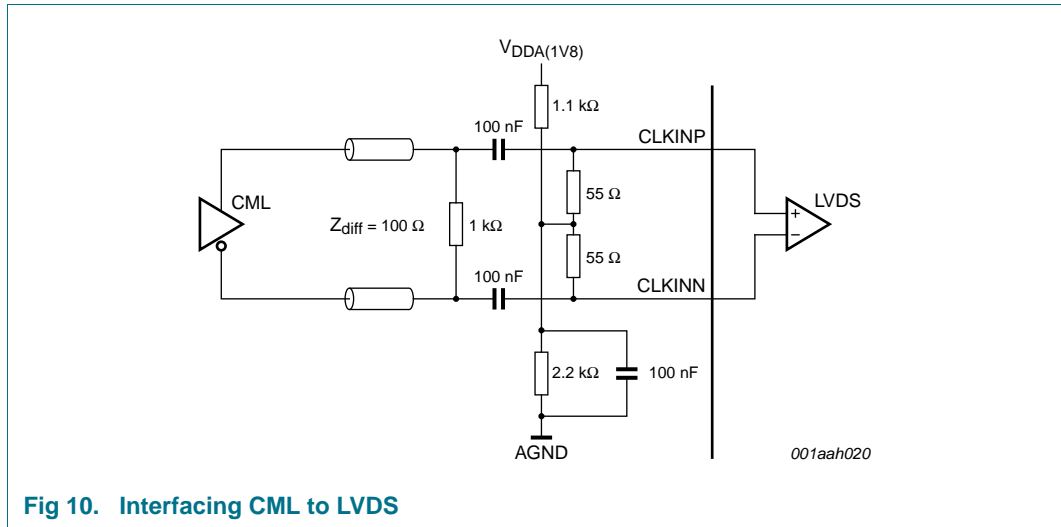 VDDA(1V8)
1.1 kΩ
100 nF
CLKINP
CML
55 Ω
LVDS
Zdiff = 100 Ω
1 kΩ
+
−
55 Ω
100 nF
CLKINN
2.2 kΩ
100 nF
AGND
001aah020
Fig 10. Interfacing CML to LVDS